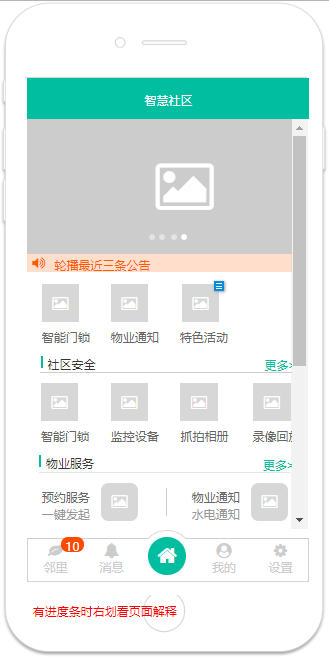 智慧社区
轮播最近三条公告
智能门锁 物业通知 特色活动
社区安全 更多>
智能门锁 监控设备 抓拍相册 录像回放
物业服务 更多>
预约服务 物业通知
一键发起 水电通知
10
邻里 消息 我的 设置
有进度条时右划看页面解释